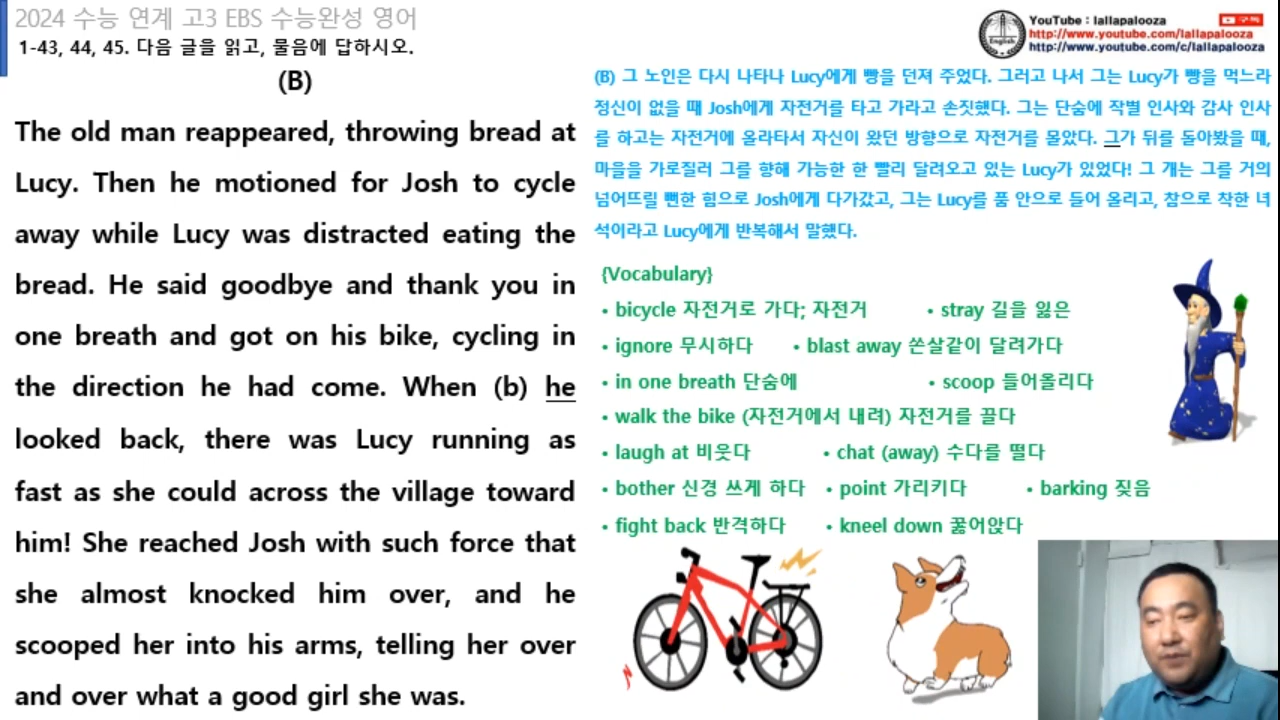 2024 수능 연계 고3 EBS 수능완성 영어
1-43, 44, 45. 다음 글을 읽고, 물음에 답하시오.
(B)
The old man reappeared, throwing bread at
Lucy. Then he motioned for Josh to cycle
away while Lucy was distracted eating the
bread. He said goodbye and thank you in
one breath and got on his bike, cycling in
the direction he had come. When (b) he
looked back, there was Lucy running as
fast as she could across the village toward
him! She reached Josh with such force that
she almost knocked him over, and he
scooped her into his arms, telling her over
and over what a good girl she was.
English
YouTube : lallapalooza
구독
http://www.youtube.com/lallapalooza
http://www.youtube.com/c/lallapalooza
(B) 그 노인은 다시 나타나 Lucy에게 빵을 던져 주었다. 그러고 나서 그는 Lucy가 빵을 먹느라
정신이 없을 때 Josh에게 자전거를 타고 가라고 손짓했다. 그는 단숨에 작별 인사와 감사 인사
를 하고는 자전거에 올라타서 자신이 왔던 방향으로 자전거를 몰았다. 그가 뒤를 돌아봤을 때,
마을을 가로질러 그를 향해 가능한 한 빨리 달려오고 있는 Lucy가 있었다! 그 개는 그를 거의
넘어뜨릴 뻔한 힘으로 Josh에게 다가갔고, 그는 Lucy를 품 안으로 들어 올리고, 참으로 착한 녀
석이라고 Lucy에게 반복해서 말했다.
{Vocabulary}
• bicycle 자전거로 가다; 자전거 • stray 길을 잃은
• ignore 무시하다 • blast away 쏜살같이 달려가다
• in one breath 단숨에 • scoop 들어올리다
• walk the bike (자전거에서 내려) 자전거를 끌다
• laugh at 비웃다 • chat (away) 수다를 떨다
• bother 신경 쓰게 하다 • point 가리키다 • barking 짖음
• fight back 반격하다 • kneel down 꿇어앉다